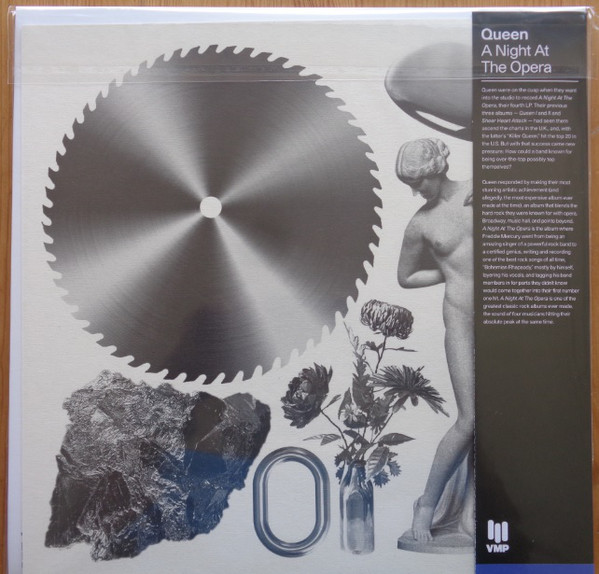 Queen
A Night At
The Opera
Queen were on the cusp when they went
into the studio to record A Night At The
Opera, their fourth LP. Their previous
three albums — Queen I and II and
Sheer Heart Attack — had seen them
ascend the charts in the U.K., and, with
the latter's "Killer Queen," hit the top 20 in
the U.S. But with that success came new
pressure: How could a band known for
being over-the-top possibly top
themselves?
Queen responded by making their most
stunning artistic achievement (and
allegedly, the most expensive album ever
made at the time), an album that blends the
hard rock they were known for with opera,
Broadway, music hall, and points beyond.
A Night At The Opera is the album where
Freddie Mercury went from being an
amazing singer of a powerful rock band to
a certified genius, writing and recording
one of the best rock songs of all time,
"Bohemian Rhapsody," mostly by himself,
layering his vocals, and tagging his band
members in for parts they didn't know
would come together into their first number
one hit. A Night At The Opera is one of the
greatest classic rock albums ever made,
the sound of four musicians hitting their
absolute peak at the same time.
VMP